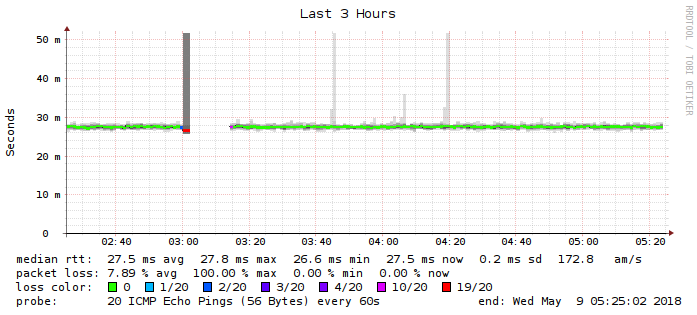 Last 3 Hours
RRDTOOL / TOBI OETIKER
Seconds
50 m
40 m
30 m
20 m
10 m
0
02:40 03:00 03:20 03:40 04:00 04:20 04:40 05:00 05:20
median rtt: 27.5 ms avg 27.8 ms max 26.6 ms min 27.5 ms now 0.2 ms sd 172.8 am/s
packet loss: 7.89 % avg 100.00 % max 0.00 % min 0.00 % now
loss color: 0 1/20 2/20 3/20 4/20 10/20 19/20
probe: 20 ICMP Echo Pings (56 Bytes) every 60s end: Wed May 9 05:25:02 2018